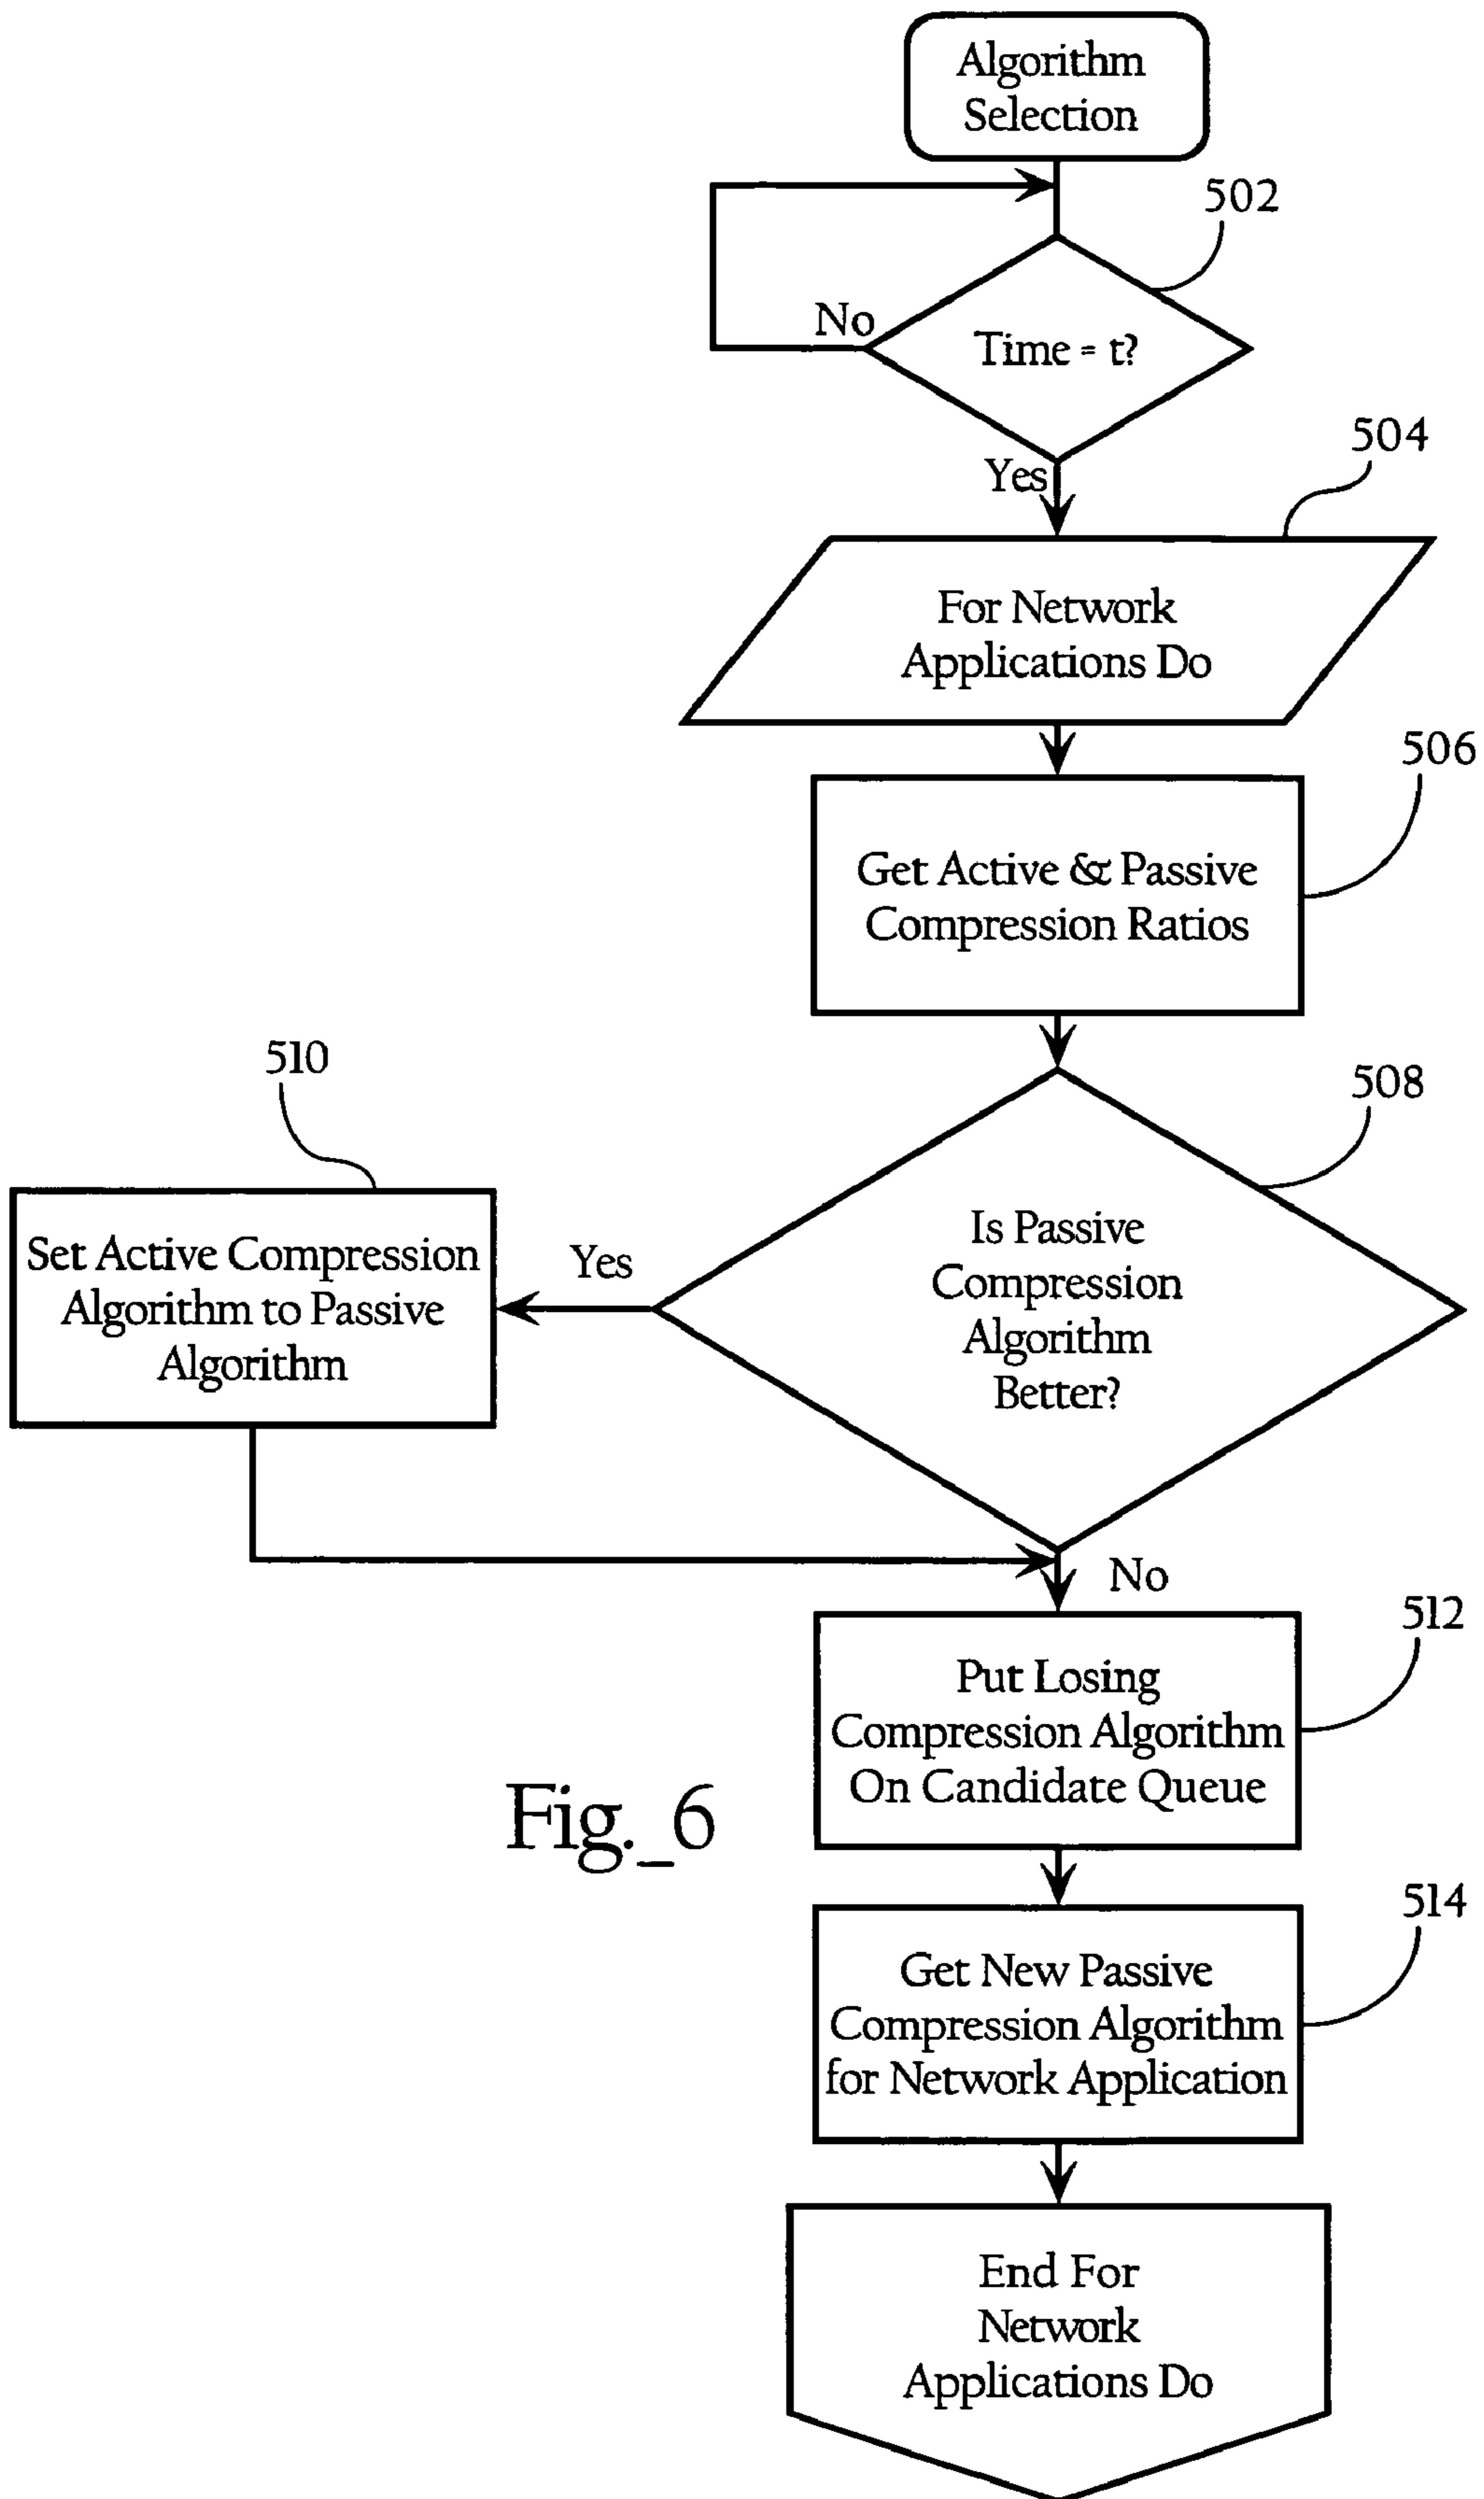 Algorithm
Selection
502
No
Time = t?
Yes
504
For Network
Applications Do
506
Get Active & Passive
Compression Ratios
510
508
Set Active Compression
Algorithm to Passive
Algorithm
Yes
Is Passive
Compression
Algorithm
Better?
No
512
Put Losing
Compression Algorithm
On Candidate Queue
Fig._6
514
Get New Passive
Compression Algorithm
for Network Application
End For
Network
Applications Do